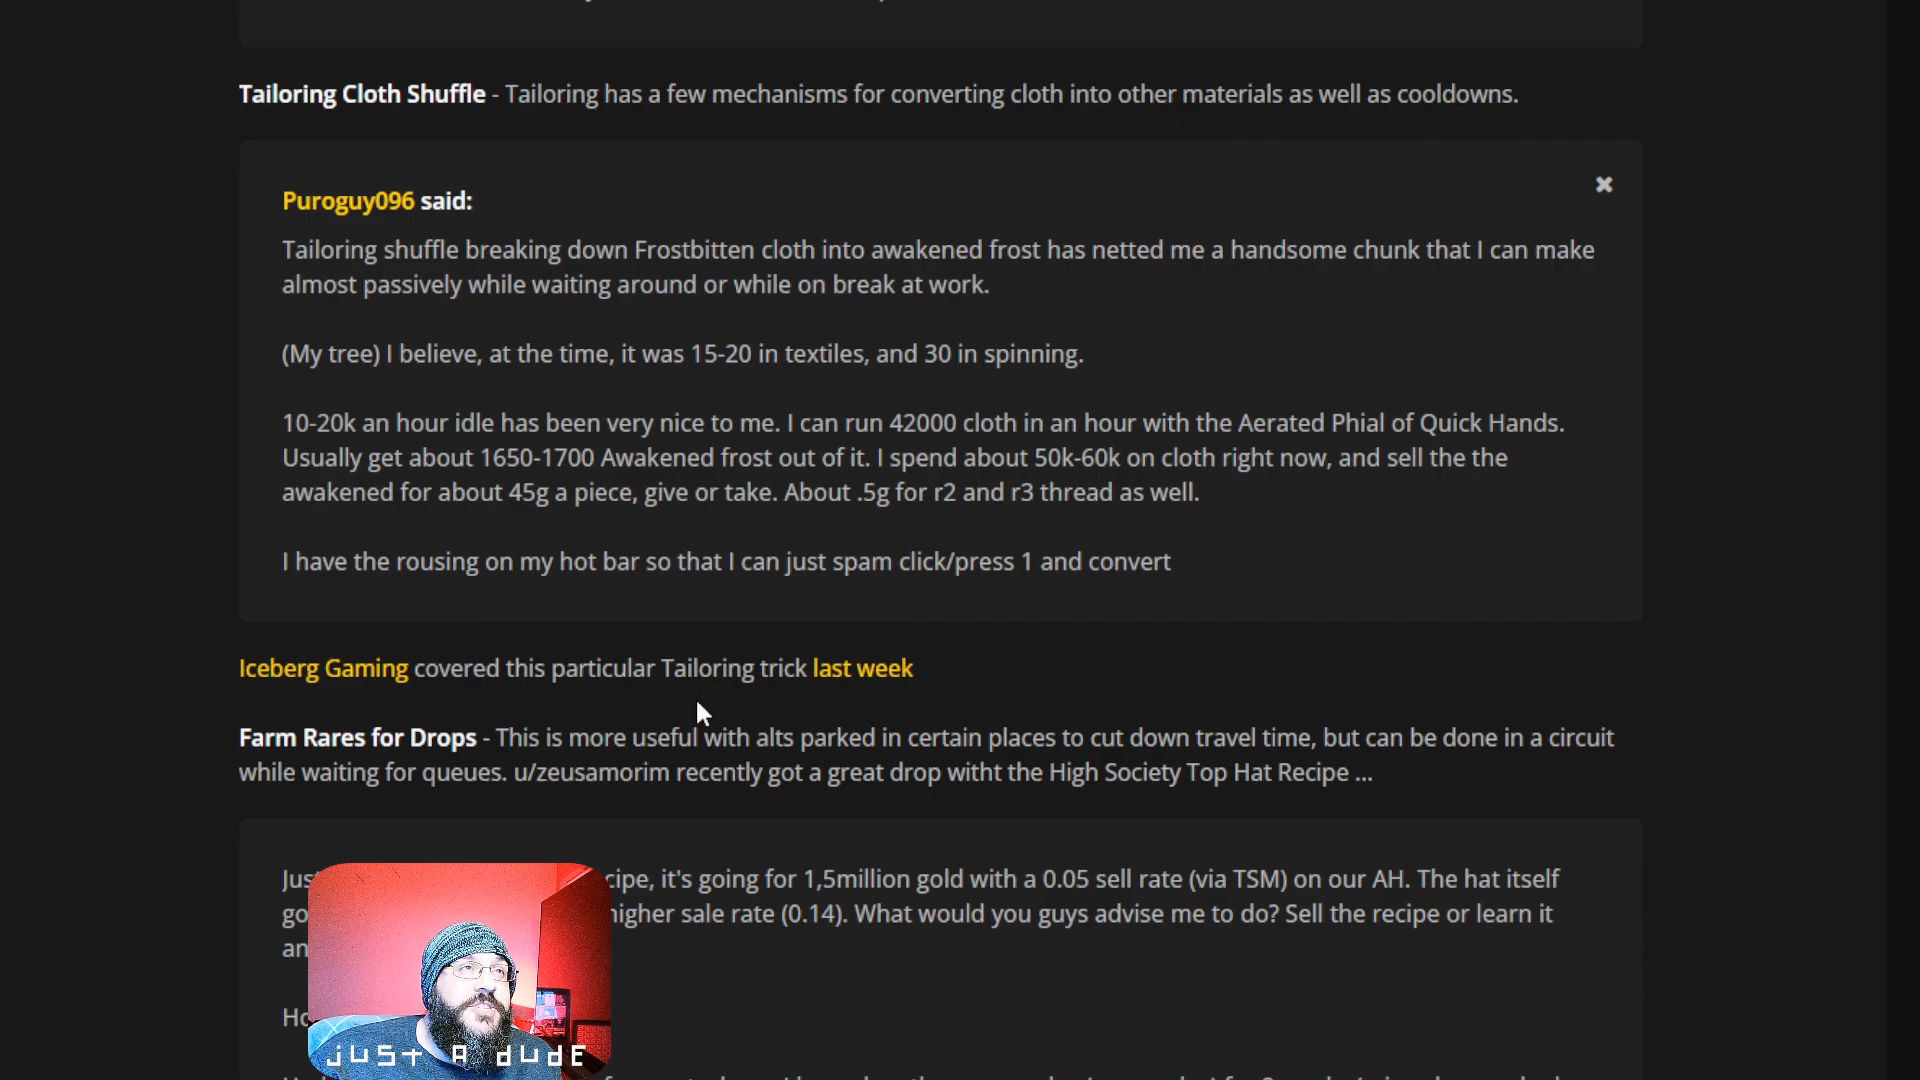 Tailoring Cloth Shuffle - Tailoring has a few mechanisms for converting cloth into other materials as well as cooldowns.
Puroguy096 said:
Tailoring shuffle breaking down Frostbitten cloth into awakened frost has netted me a handsome chunk that I can make
almost passively while waiting around or while on break at work.
(My tree) I believe, at the time, it was 15-20 in textiles, and 30 in spinning.
10-20k an hour idle has been very nice to me. I can run 42000 cloth in an hour with the Aerated Phial of Quick Hands.
Usually get about 1650-1700 Awakened frost out of it. I spend about 50k-60k on cloth right now, and sell the the
awakened for about 45g a piece, give or take. About .5g for r2 and r3 thread as well.
I have the rousing on my hot bar so that I can just spam click/press 1 and convert
Iceberg Gaming covered this particular Tailoring trick last week
Farm Rares for Drops - This is more useful with alts parked in certain places to cut down travel time, but can be done in a circuit
while waiting for queues. u/zeusamorim recently got a great drop witht the High Society Top Hat Recipe ...
it's going for 1,5million gold with a 0.05 sell rate (via TSM) on our AH. The hat itself
higher sale rate (0.14). What would you guys advise me to do? Sell the recipe or learn it
just A dude